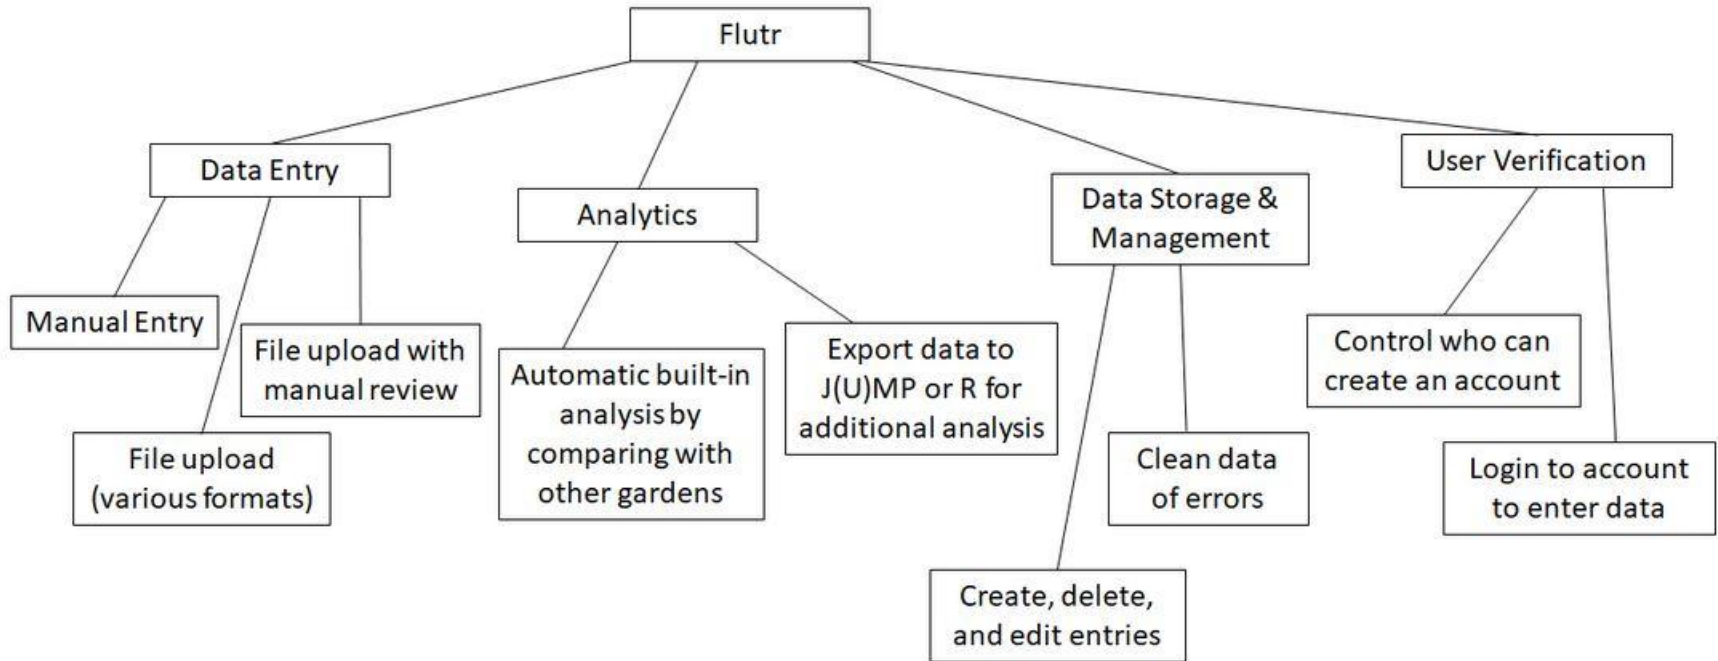 Flutr
Data Entry
Analytics
Data Storage &
Management
User Verification
Manual Entry
File upload with
manual review
File upload
(various formats)
Automatic built-in
analysis by
comparing with
other gardens
Export data to
J(U)MP or R for
additional analysis
Create, delete,
and edit entries
Clean data
of errors
Control who can
create an account
Login to account
to enter data